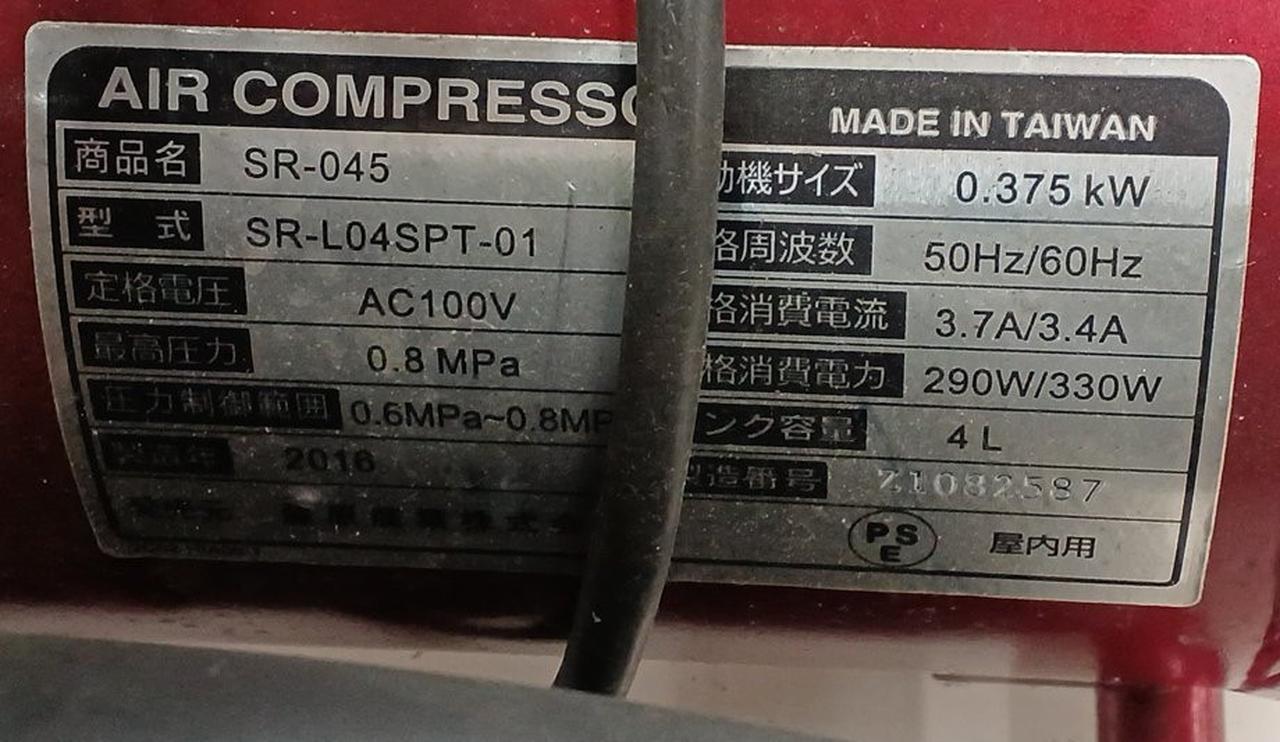 AIR COMPRESSO
MADE IN TAIWAN
商品名 SR-045
動機サイズ 0.375 kW
型 式 SR-L04SPT-01
格周波数 50Hz/60Hz
定格電圧 AC100V
格消費電流 3.7A/3.4A
最高圧力 0.8 MPa
格消費電力 290W/330W
圧力制御範囲 0.6MPa~0.8MP
ンク容量 4 L
2016
製造番号 Z1082587
PSE 屋内用